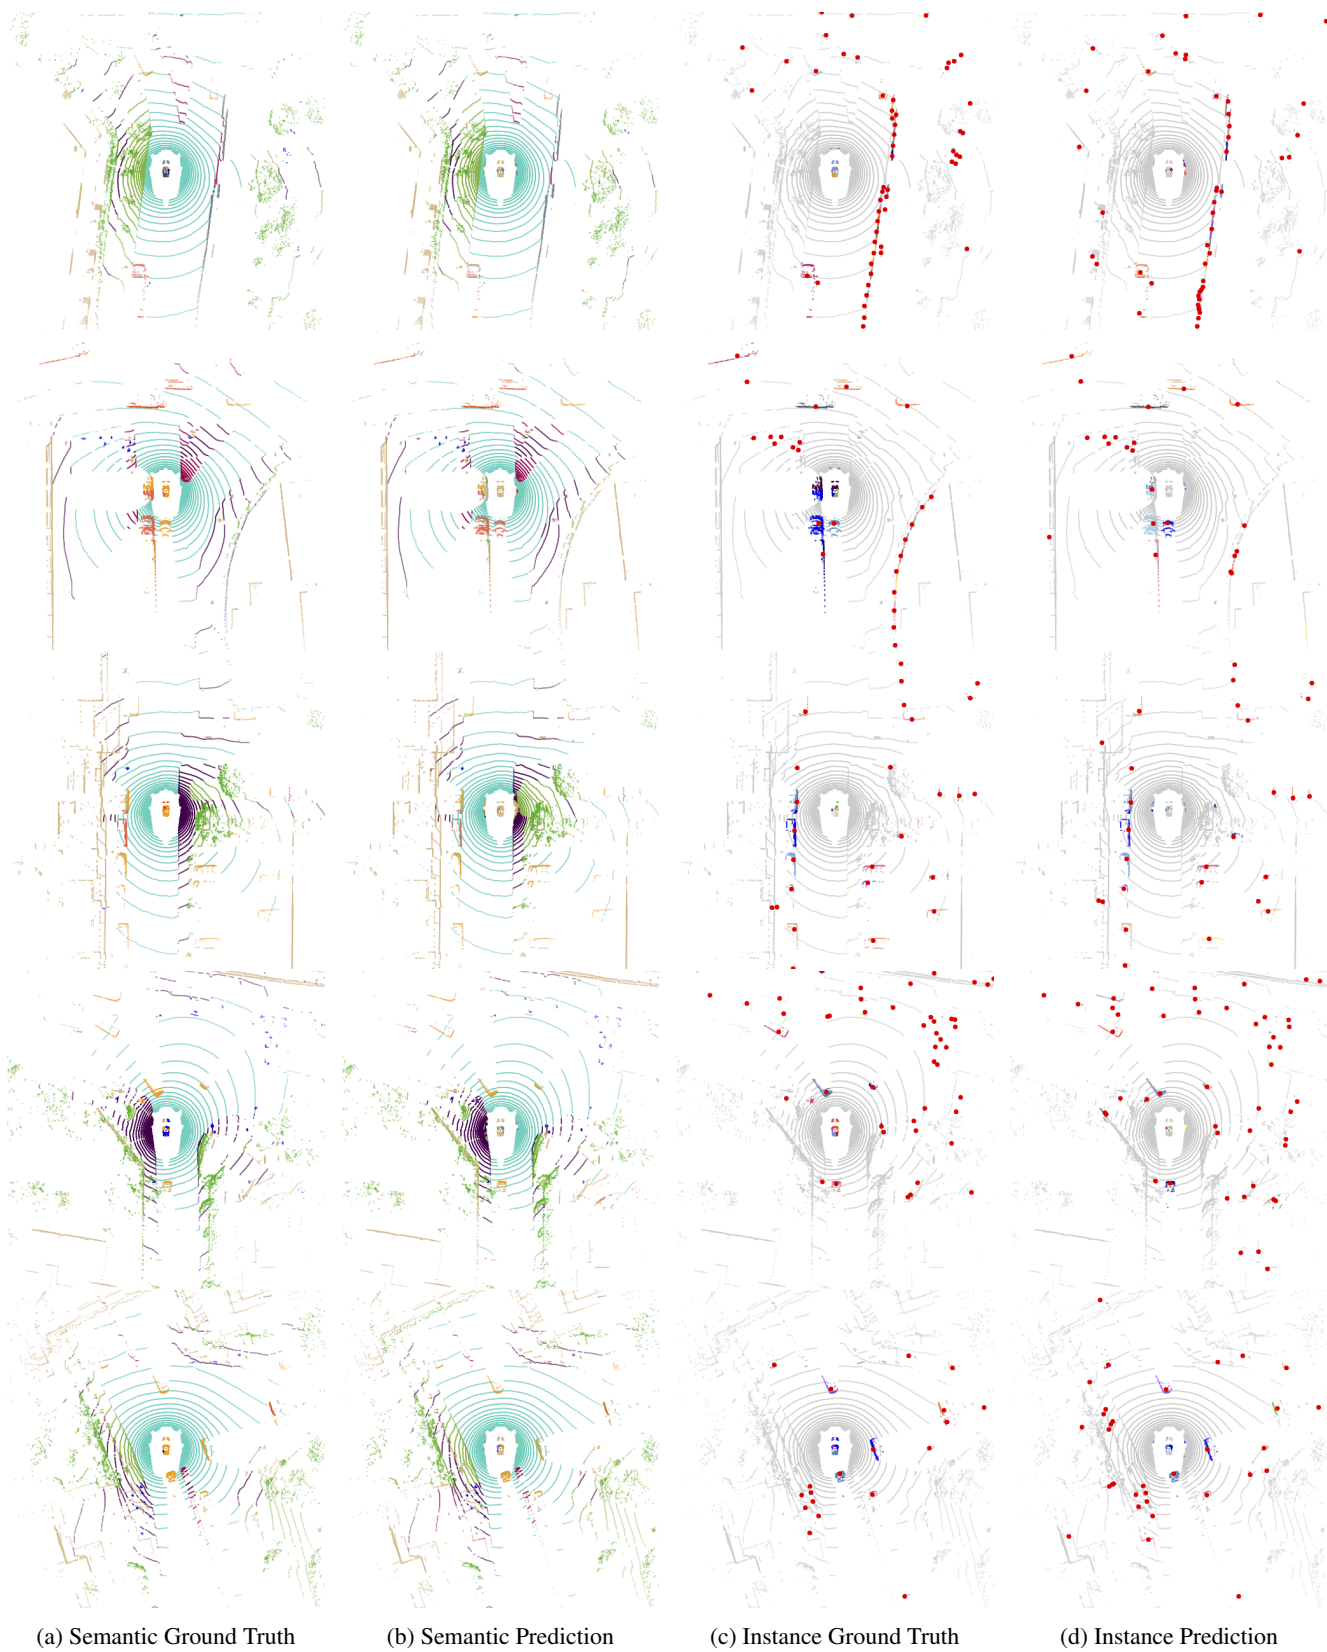 (a) Semantic Ground Truth
(b) Semantic Prediction
(c) Instance Ground Truth
(d) Instance Prediction